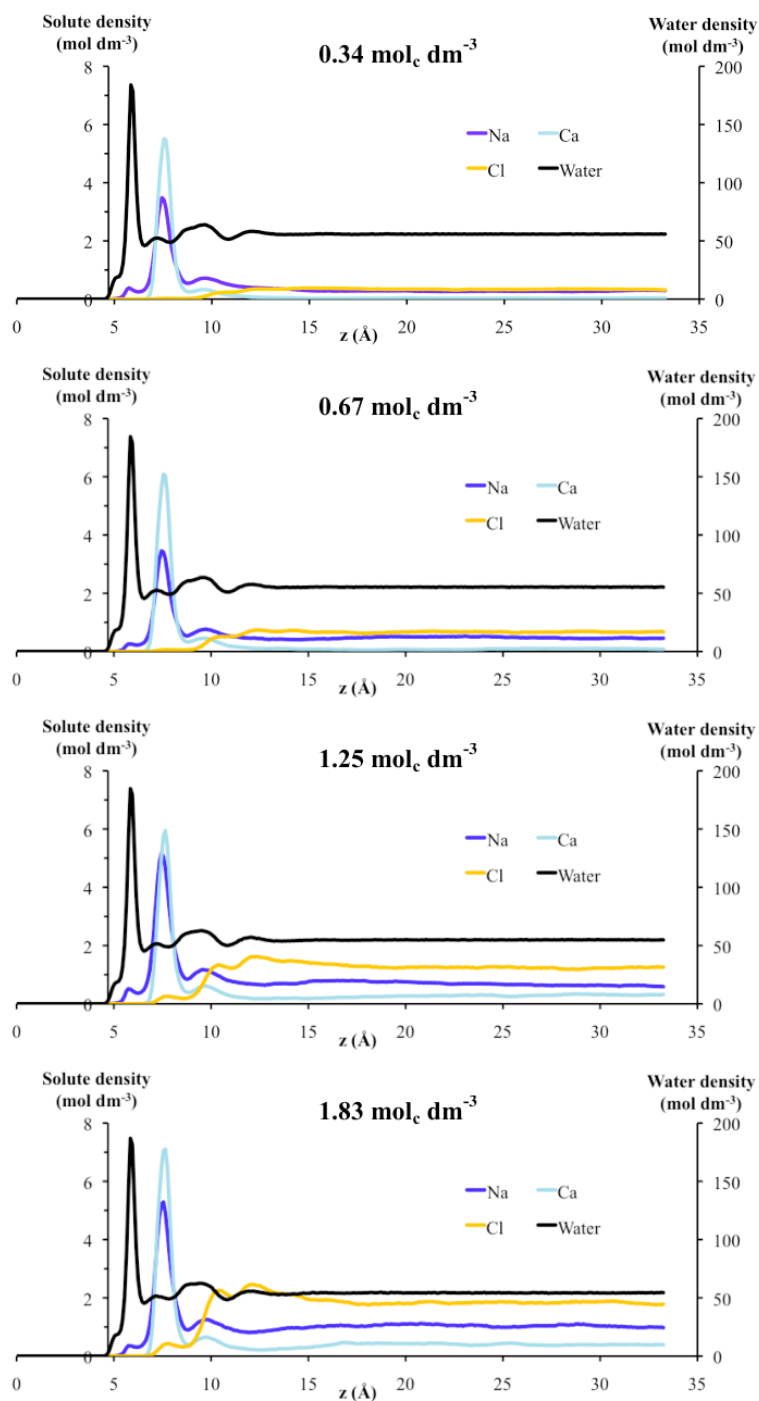 Solute density
(mol dm-3)
0.34 molc dm-3
Water density
(mol dm-3)
8
6
4
2
0
200
150
100
50
0
Na
Ca
Cl
Water
0 5 10 15 20 25 30 35
z (Å)
Solute density
(mol dm-3)
0.67 molc dm-3
Water density
(mol dm-3)
8
6
4
2
0
200
150
100
50
0
Na
Ca
Cl
Water
0 5 10 15 20 25 30 35
z (Å)
Solute density
(mol dm-3)
1.25 molc dm-3
Water density
(mol dm-3)
8
6
4
2
0
200
150
100
50
0
Na
Ca
Cl
Water
0 5 10 15 20 25 30 35
z (Å)
Solute density
(mol dm-3)
1.83 molc dm-3
Water density
(mol dm-3)
8
6
4
2
0
200
150
100
50
0
Na
Ca
Cl
Water
0 5 10 15 20 25 30 35
z (Å)